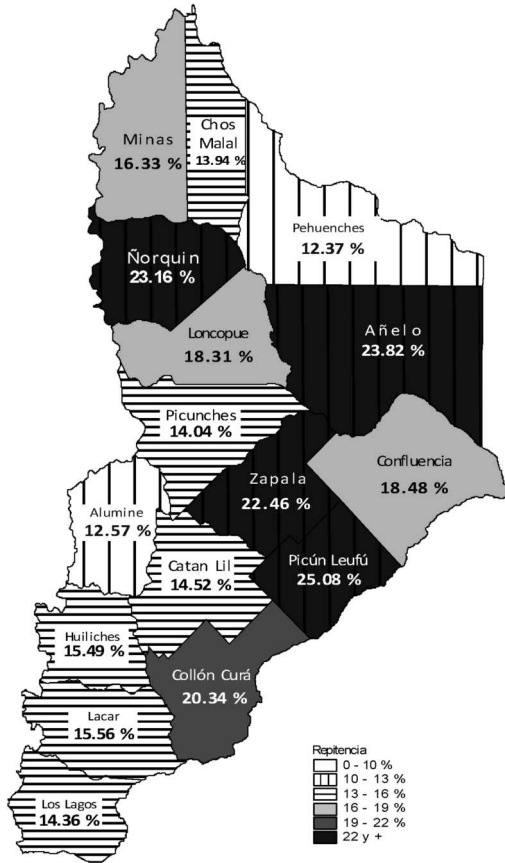 Minas
16.33 %
Chos
Malal
13.94 %
Pehuenches
12.37 %
Ñorquin
23.16 %
Loncopue
18.31 %
Añelo
23.82 %
Picunches
14.04 %
Zapala
22.46 %
Confluencia
18.48 %
Alumine
12.57 %
Catan Lil
14.52 %
Picún Leufú
25.08 %
Huiliches
15.49 %
Collón Curá
20.34 %
Lacar
15.56 %
Los Lagos
14.36 %
Repitencia
0 - 10 %
10 - 13 %
13 - 16 %
16 - 19 %
19 - 22 %
22 y +